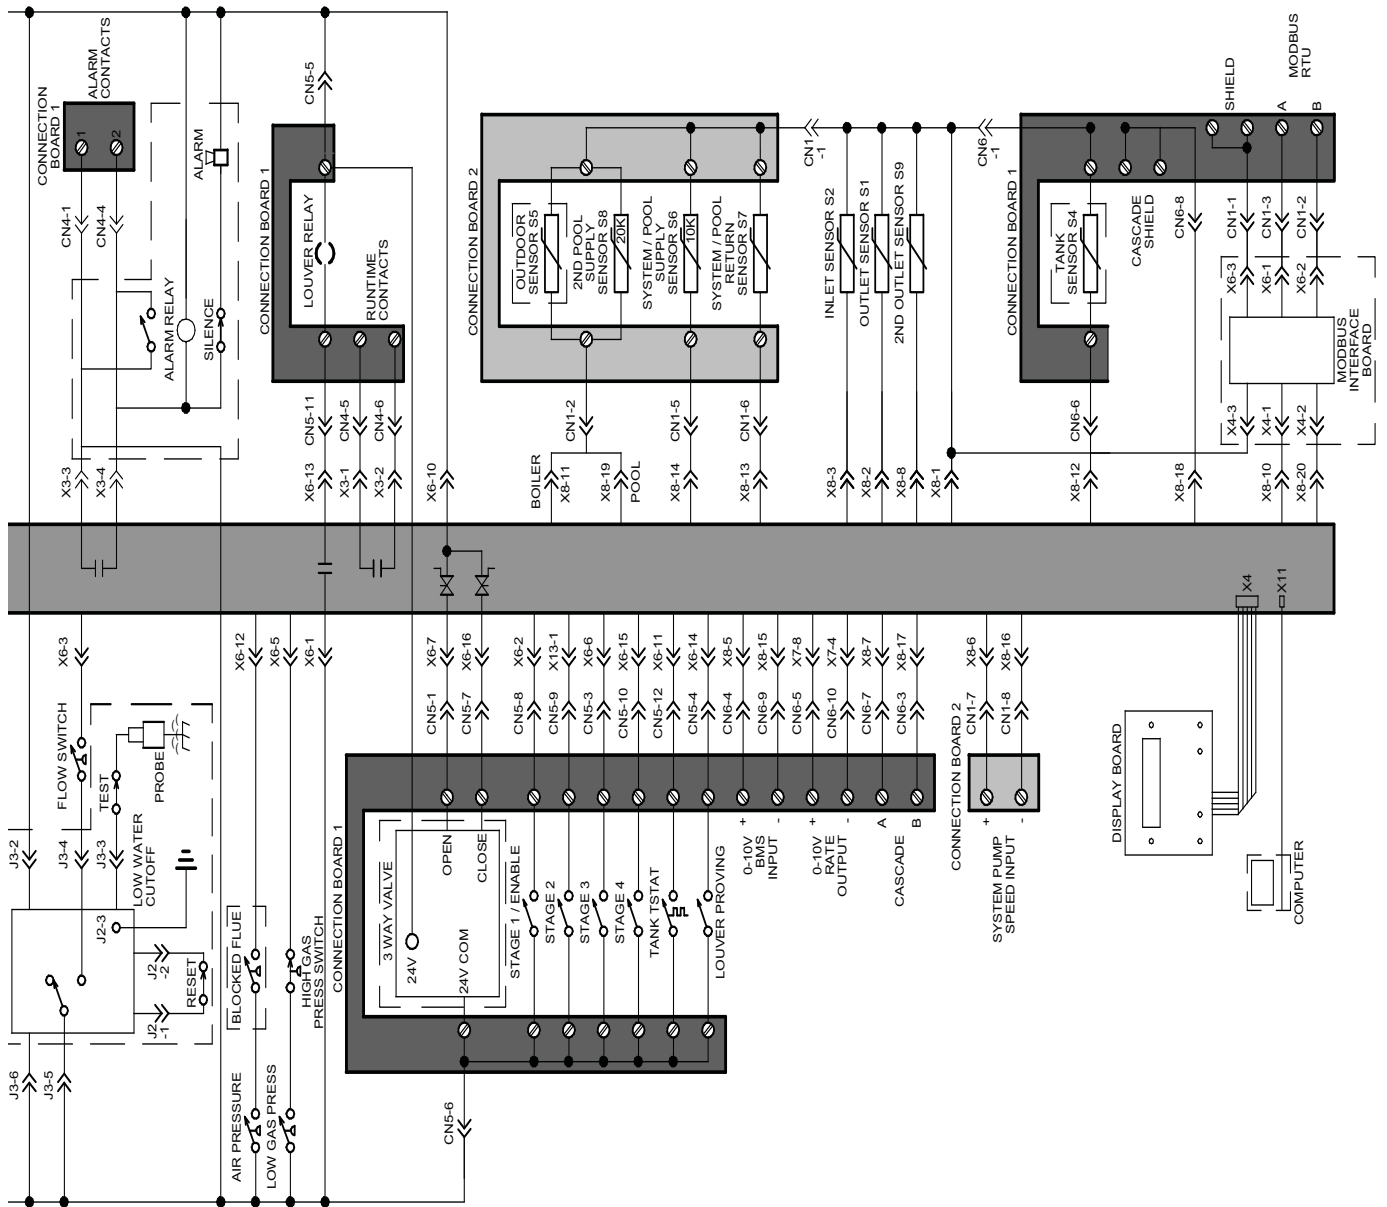 CONNECTION
BOARD 1
ALARM
CONTACTS
1
2
CN4-1
CN4-4
ALARM
ALARM RELAY
SILENCE
X3-3
X3-4
CN5-5
CONNECTION BOARD 1
LOUVER RELAY
RUNTIME
CONTACTS
CN5-11
CN4-5
CN4-6
X6-13
X3-1
X3-2
X6-10
CONNECTION BOARD 2
OUTDOOR
SENSOR S5
2ND POOL
SUPPLY
SENSOR S8
20K
SYSTEM / POOL
SUPPLY
SENSOR S6
10K
SYSTEM / POOL
RETURN
SENSOR S7
CN1-2
CN1-5
CN1-6
BOILER
X8-11
X8-19
POOL
X8-14
X8-13
CN1
-1
INLET SENSOR S2
OUTLET SENSOR S1
2ND OUTLET SENSOR S9
X8-3
X8-2
X8-8
X8-1
CN6
-1
CONNECTION BOARD 1
TANK
SENSOR S4
CASCADE
SHIELD
CN6-8
SHIELD
MODBUS
RTU
A
B
CN1-1
CN1-3
CN1-2
X6-3
X6-1
X6-2
MODBUS
INTERFACE
BOARD
X4-3
X4-1
X4-2
CN6-6
X8-12
X8-18
X8-10
X8-20
X4
X11
X6-3
X6-12
X6-5
X6-1
X6-7
X6-16
X6-2
X13-1
X6-6
X6-15
X6-11
X6-14
X8-5
X8-15
X7-8
X7-4
X8-7
X8-17
X8-6
X8-16
CN5-1
CN5-7
CN5-8
CN5-9
CN5-3
CN5-10
CN5-12
CN5-4
CN6-4
CN6-9
CN6-5
CN6-10
CN6-7
CN6-3
CN1-7
CN1-8
FLOW SWITCH
TEST
PROBE
J3-2
J3-4
J3-3
LOW WATER
CUTOFF
J2-3
J2
-2
J2
-1
RESET
J3-6
J3-5
BLOCKED FLUE
HIGH GAS
PRESS SWITCH
AIR PRESSURE
LOW GAS PRESS
CONNECTION BOARD 1
3 WAY VALVE
24V
OPEN
24V COM
CLOSE
STAGE 1 / ENABLE
STAGE 2
STAGE 3
STAGE 4
TANK TSTAT
LOUVER PROVING
+
0-10V
BMS
INPUT
-
+
0-10V
RATE
OUTPUT
-
A
CASCADE
B
CN5-6
CONNECTION BOARD 2
+
SYSTEM PUMP
SPEED INPUT
-
DISPLAY BOARD
COMPUTER